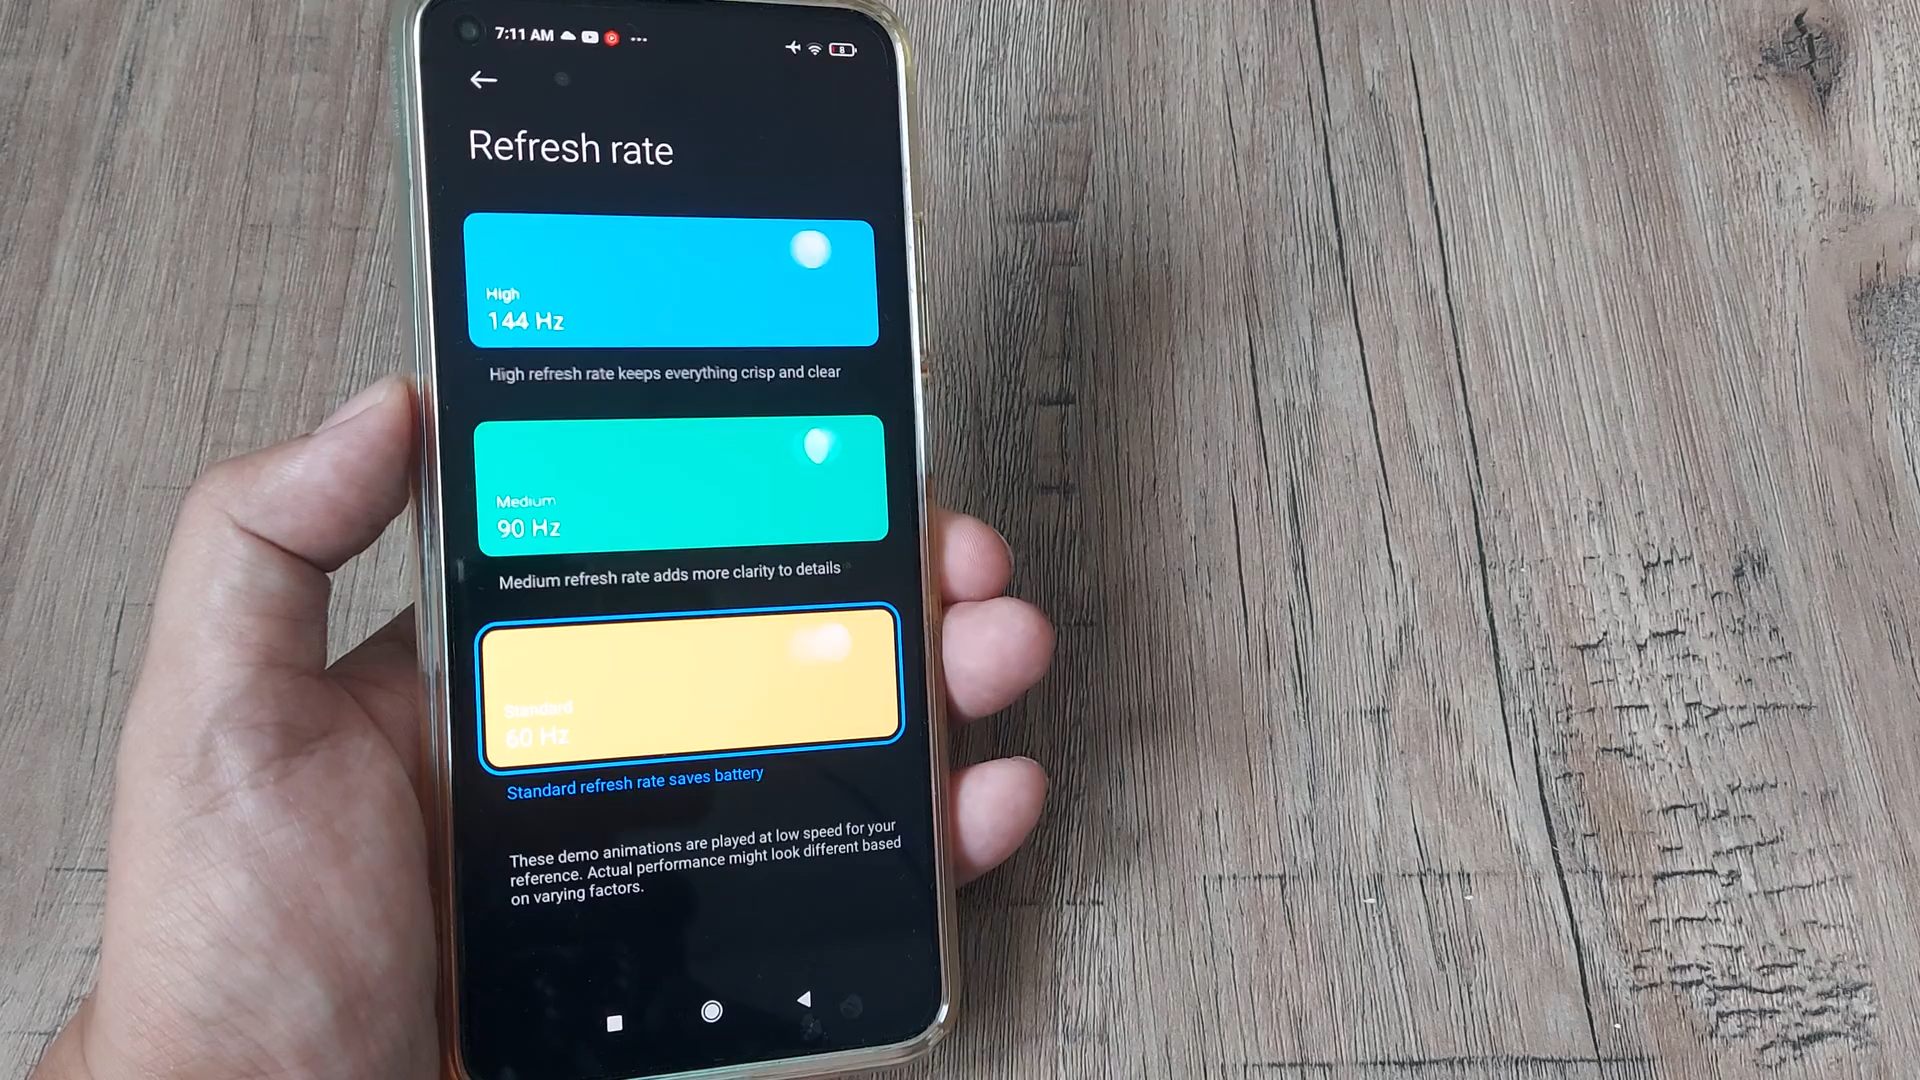 7:11 AM
8
Refresh rate
High
144 Hz
High refresh rate keeps everything crisp and clear
Medium
90 Hz
Medium refresh rate adds more clarity to details
Standard
60 Hz
Standard refresh rate saves battery
These demo animations are played at low speed for your
reference. Actual performance might look different based
on varying factors.